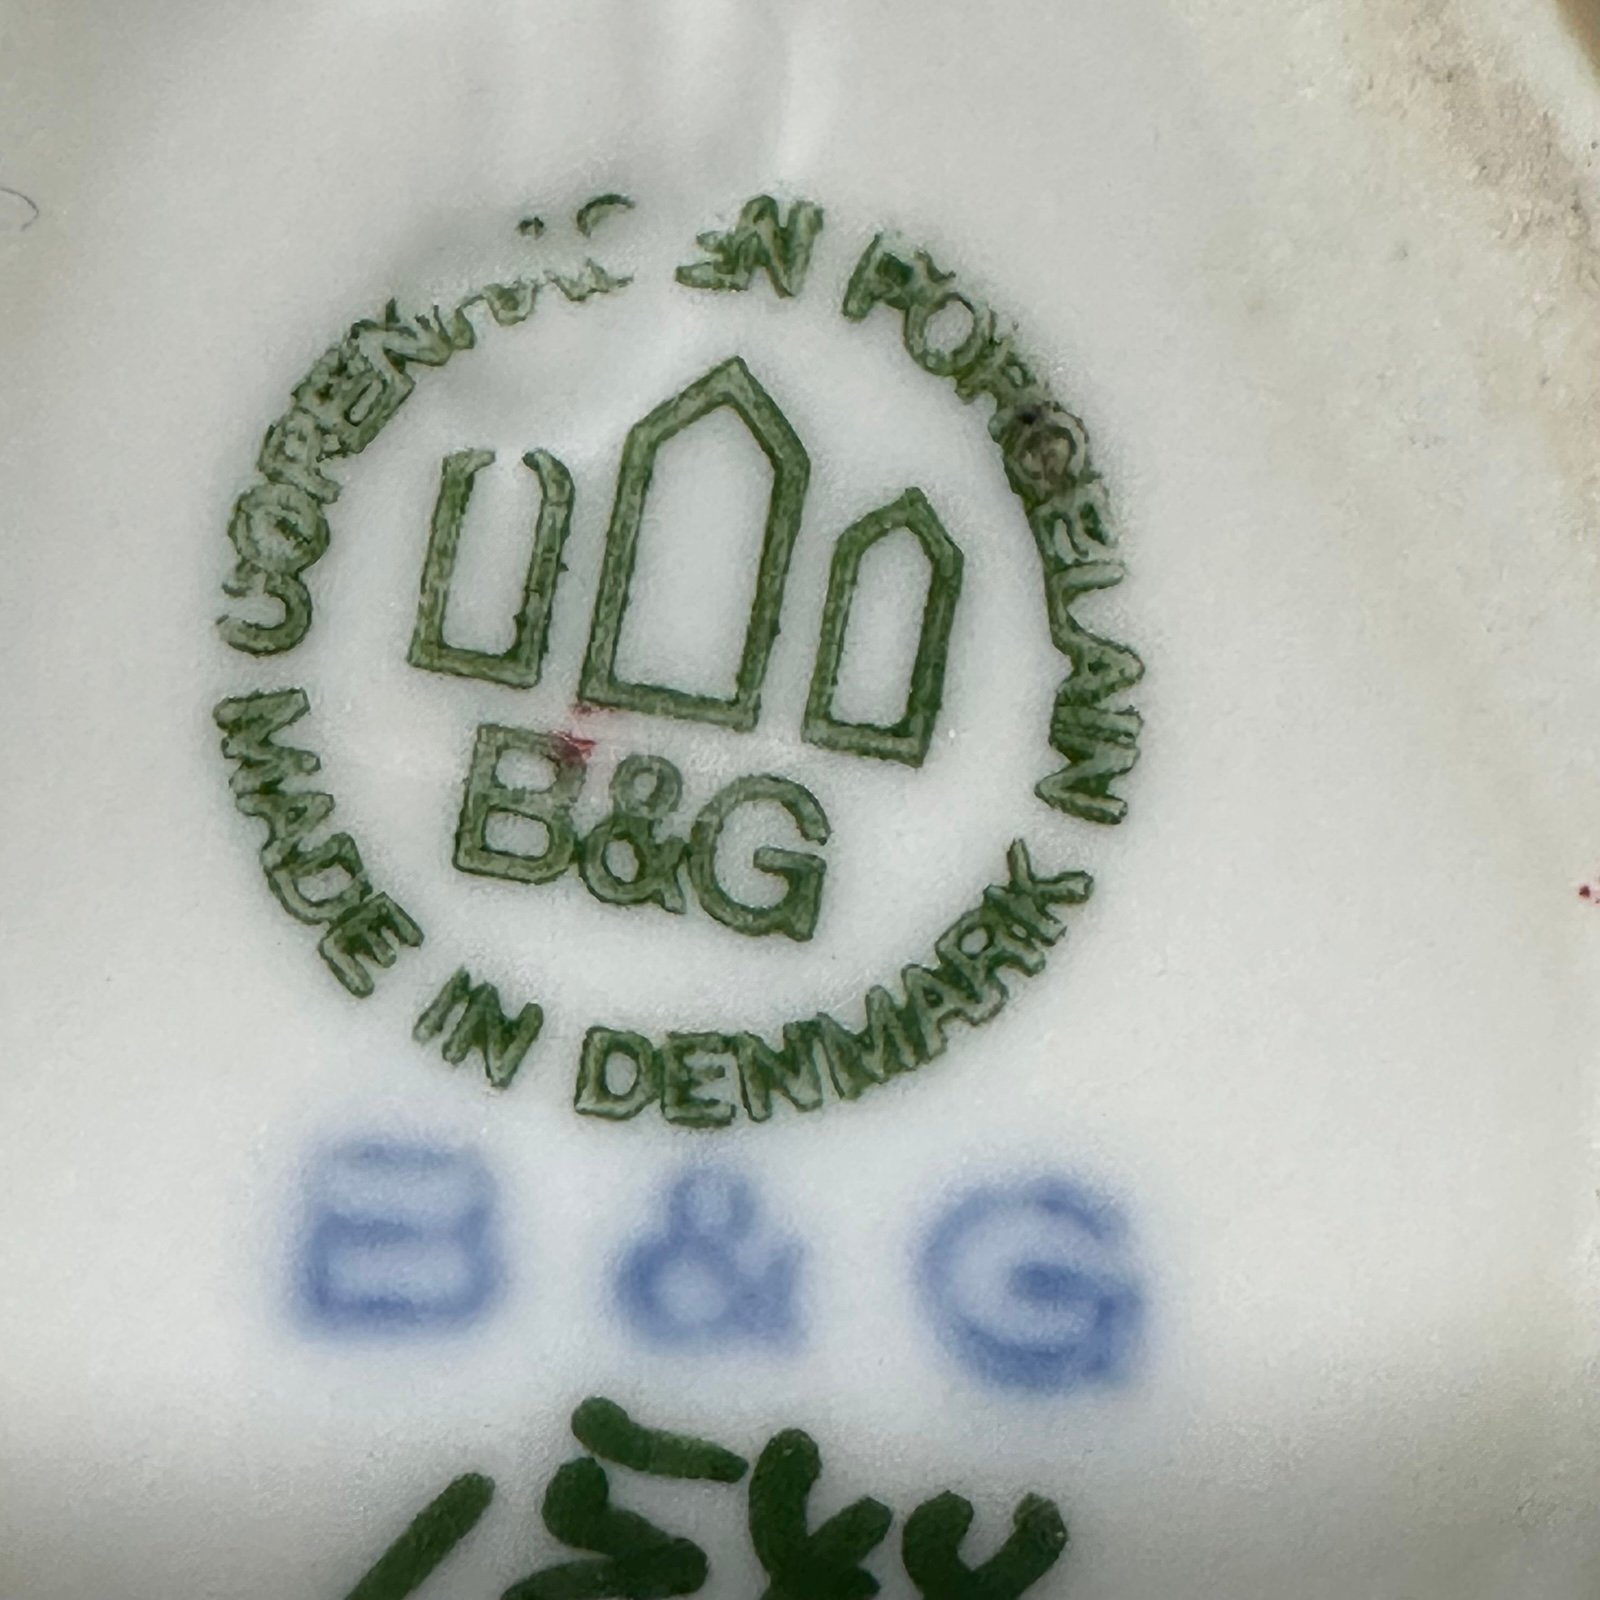 COPENHAGEN PORCELAIN
B&G
MADE IN DENMARK
B & G